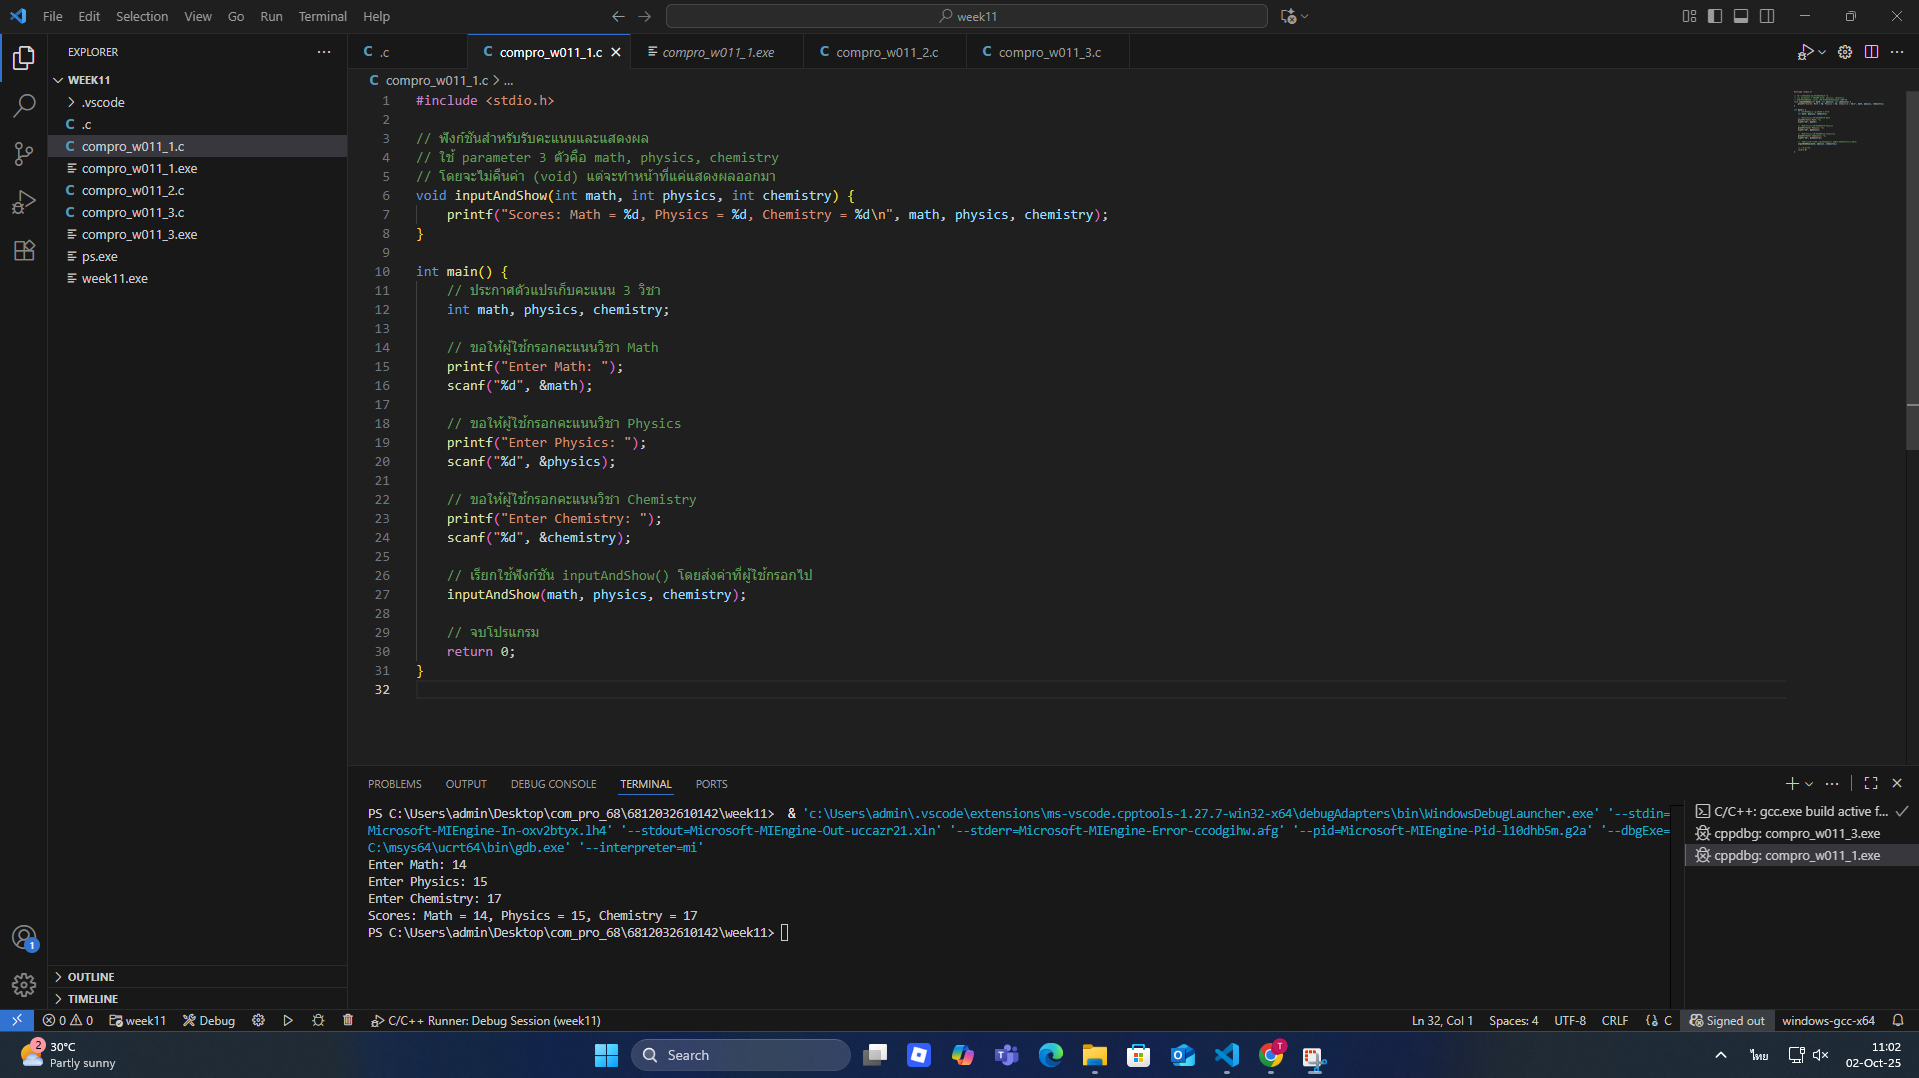 File Edit Selection View Go Run Terminal Help
week11
EXPLORER
WEEK11
.vscode
.c
compro_w011_1.c
compro_w011_1.exe
compro_w011_2.c
compro_w011_3.c
compro_w011_3.exe
ps.exe
week11.exe
OUTLINE
TIMELINE
C .c
C compro_w011_1.c
compro_w011_1.exe
C compro_w011_2.c
C compro_w011_3.c
C compro_w011_1.c > ...
1 #include <stdio.h>
2
3 // ฟังก์ชันสำหรับรับคะแนนและแสดงผล
4 // ใช้ parameter 3 ตัวคือ math, physics, chemistry
5 // โดยจะไม่คืนค่า (void) แต่จะทำหน้าที่แค่แสดงผลออกมา
6 void inputAndShow(int math, int physics, int chemistry) {
7 printf("Scores: Math = %d, Physics = %d, Chemistry = %d\n", math, physics, chemistry);
8 }
9
10 int main() {
11 // ประกาศตัวแปรเก็บคะแนน 3 วิชา
12 int math, physics, chemistry;
13
14 // ขอให้ผู้ใช้กรอกคะแนนวิชา Math
15 printf("Enter Math: ");
16 scanf("%d", &math);
17
18 // ขอให้ผู้ใช้กรอกคะแนนวิชา Physics
19 printf("Enter Physics: ");
20 scanf("%d", &physics);
21
22 // ขอให้ผู้ใช้กรอกคะแนนวิชา Chemistry
23 printf("Enter Chemistry: ");
24 scanf("%d", &chemistry);
25
26 // เรียกใช้ฟังก์ชัน inputAndShow() โดยส่งค่าที่ผู้ใช้กรอกไป
27 inputAndShow(math, physics, chemistry);
28
29 // จบโปรแกรม
30 return 0;
31 }
32
PROBLEMS OUTPUT DEBUG CONSOLE TERMINAL PORTS
PS C:\Users\admin\Desktop\com_pro_68\6812032610142\week11> & 'c:\Users\admin\.vscode\extensions\ms-vscode.cpptools-1.27.7-win32-x64\debugAdapters\bin\WindowsDebugLauncher.exe' '--stdin=
Microsoft-MIEngine-In-oxv2btyx.lh4' '--stdout=Microsoft-MIEngine-Out-uccazr21.xln' '--stderr=Microsoft-MIEngine-Error-ccodgihw.afg' '--pid=Microsoft-MIEngine-Pid-l10dhb5m.g2a' '--dbgExe=
C:\msys64\ucrt64\bin\gdb.exe' '--interpreter=mi'
Enter Math: 14
Enter Physics: 15
Enter Chemistry: 17
Scores: Math = 14, Physics = 15, Chemistry = 17
PS C:\Users\admin\Desktop\com_pro_68\6812032610142\week11>
C/C++: gcc.exe build active f...
cppdbg: compro_w011_3.exe
cppdbg: compro_w011_1.exe
1
0 0 week11 Debug C/C++ Runner: Debug Session (week11)
Ln 32, Col 1 Spaces: 4 UTF-8 CRLF {} C Signed out windows-gcc-x64
2
30°C
Partly sunny
Search
T
ไทย
11:02
02-Oct-25